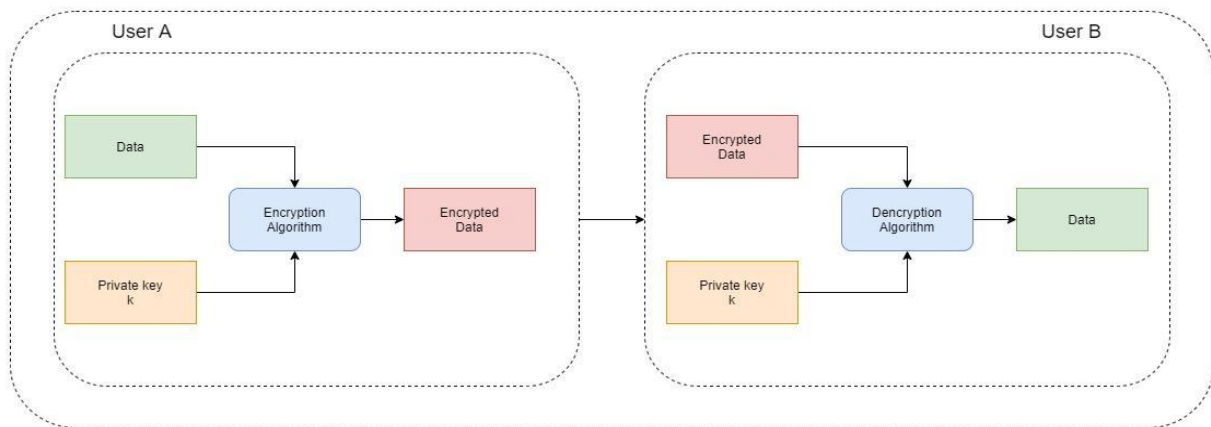 User A
User B
Data
Encryption
Algorithm
Encrypted
Data
Private key
k
Encrypted
Data
Dencryption
Algorithm
Data
Private key
k